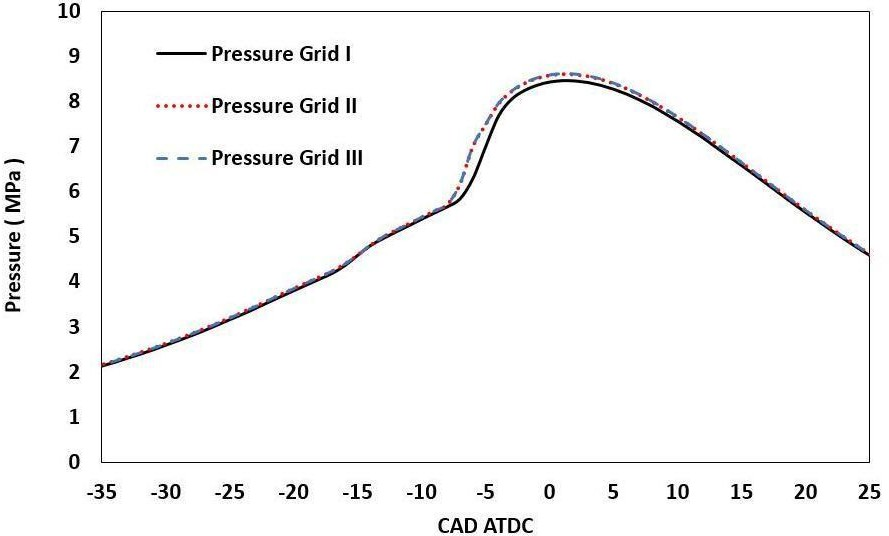 10
9
8
7
6
5
4
3
2
1
0
Pressure ( MPa )
Pressure Grid I
Pressure Grid II
Pressure Grid III
-35 -30 -25 -20 -15 -10 -5 0 5 10 15 20 25
CAD ATDC